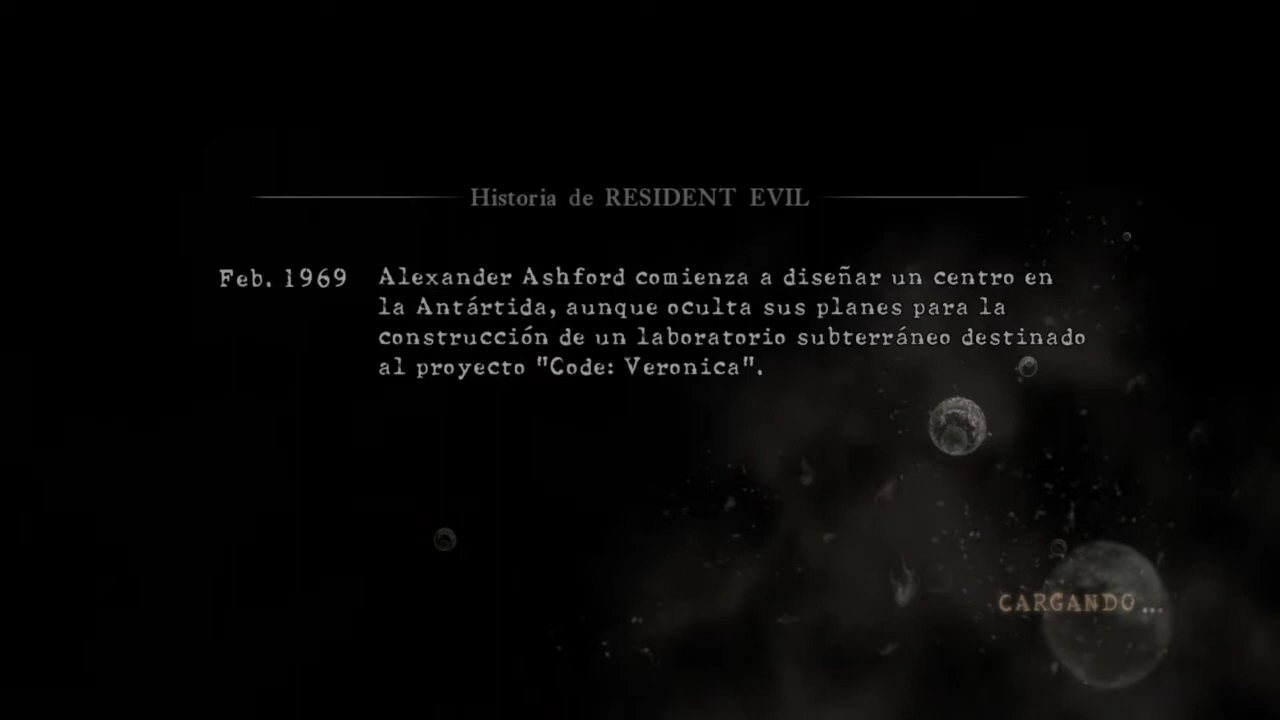 Historia de RESIDENT EVIL
Feb. 1969 Alexander Ashford comienza a diseñar un centro en
la Antártida, aunque oculta sus planes para la
construcción de un laboratorio subterráneo destinado
al proyecto "Code: Veronica".
CARGANDO...